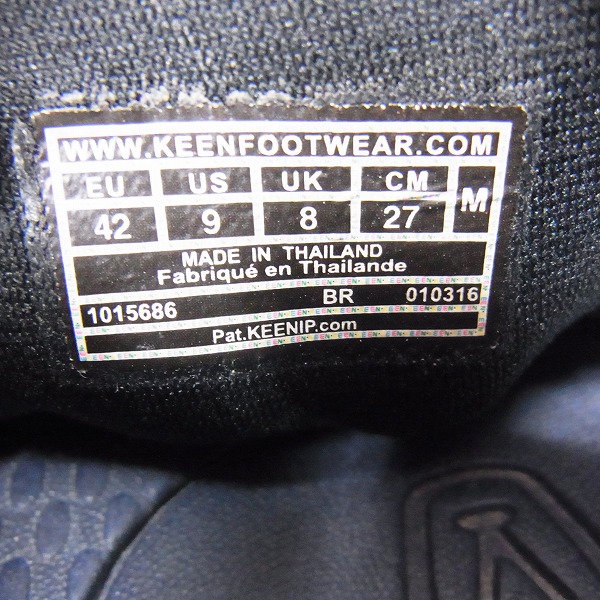 WWW.KEENFOOTWEAR.COM
EU US UK CM M
42 9 8 27
MADE IN THAILAND
Fabriqué en Thailande
1015686 BR 010316
Pat.KEENIP.com